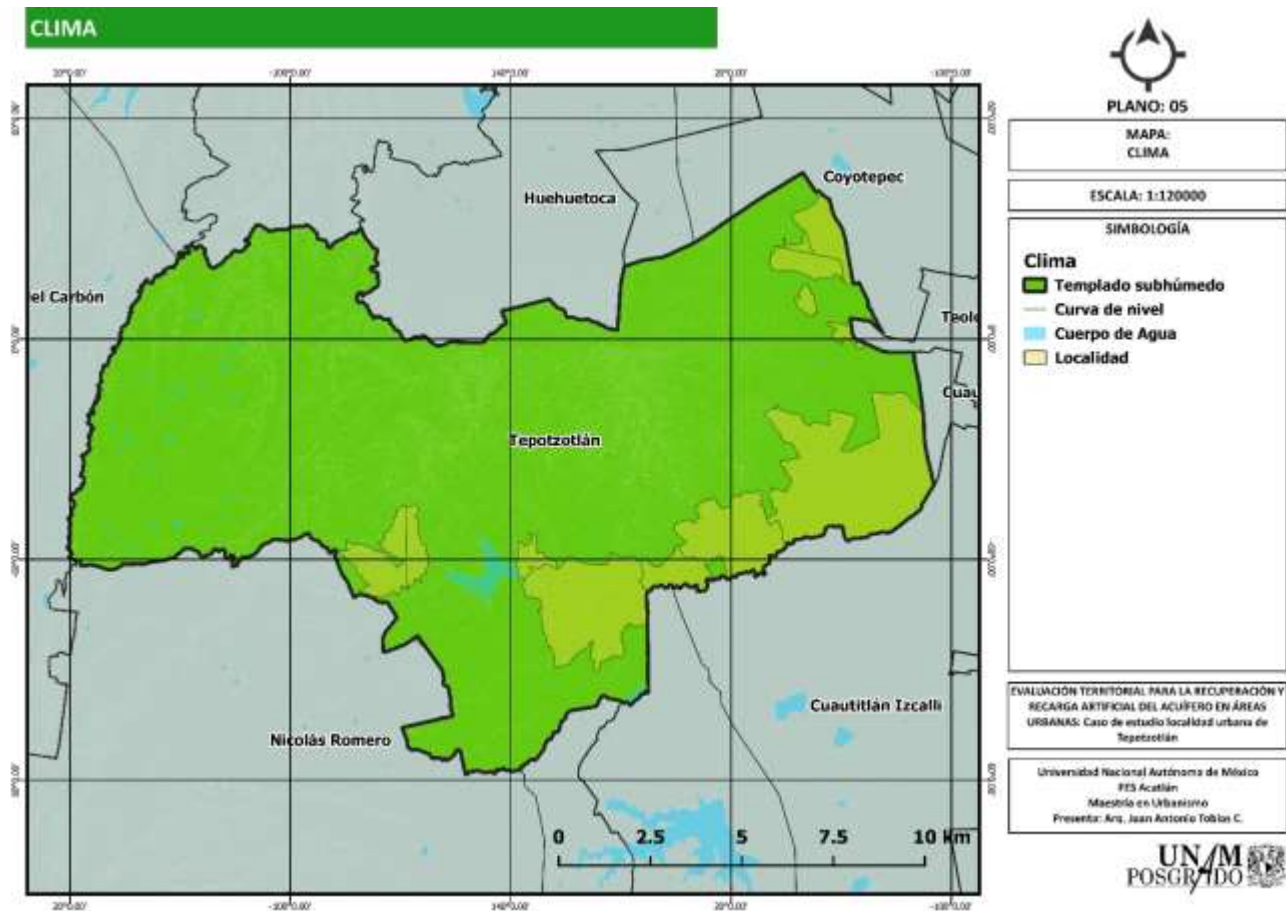 CLIMA
Huehuetoca
Coyotepec
el Carbón
Teolo
Cuau
Tepotzotlán
Cuautitlán Izcalli
Nicolás Romero
0 2.5 5 7.5 10 km
PLANO: 05
MAPA:
CLIMA
ESCALA: 1:120000
SIMBOLOGÍA
Clima
Templado subhúmedo
Curva de nivel
Cuerpo de Agua
Localidad
EVALUACIÓN TERRITORIAL PARA LA RECUPERACIÓN Y
RECARGA ARTIFICIAL DEL ACUÍFERO EN ÁREAS
URBANAS: Caso de estudio localidad urbana de
Tepotzotlán
Universidad Nacional Autónoma de México
FES Acatlán
Maestría en Urbanismo
Presenta: Arq. Juan Antonio Tobias C.
UNAM
POSGRADO